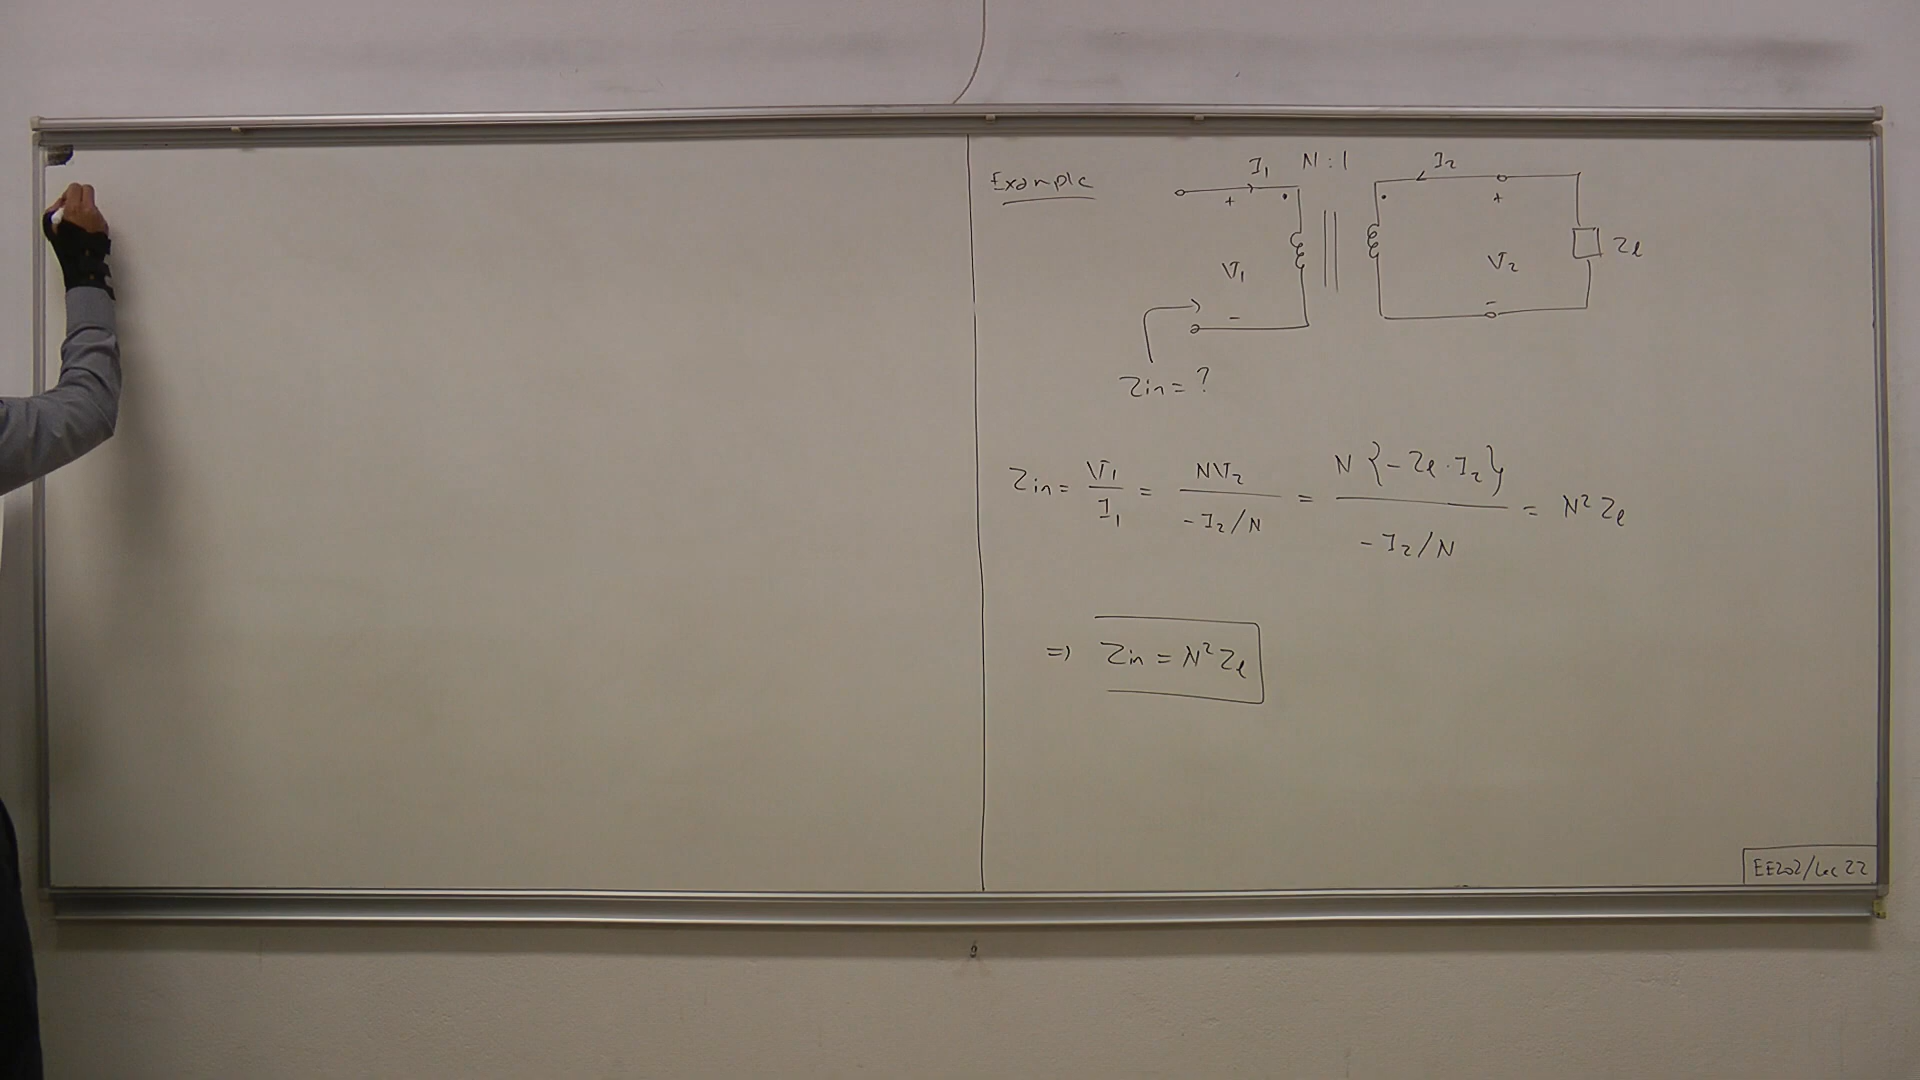 Example
I₁ N : 1 I₂
+ +
V₁ V₂ Zℓ
- -
Zin = ?
Zin = V₁/I₁ = NV₂/(-I₂/N) = N {-Zℓ · I₂}/(-I₂/N) = N² Zℓ
⇒ Zin = N² Zℓ
EE202/Lec 22